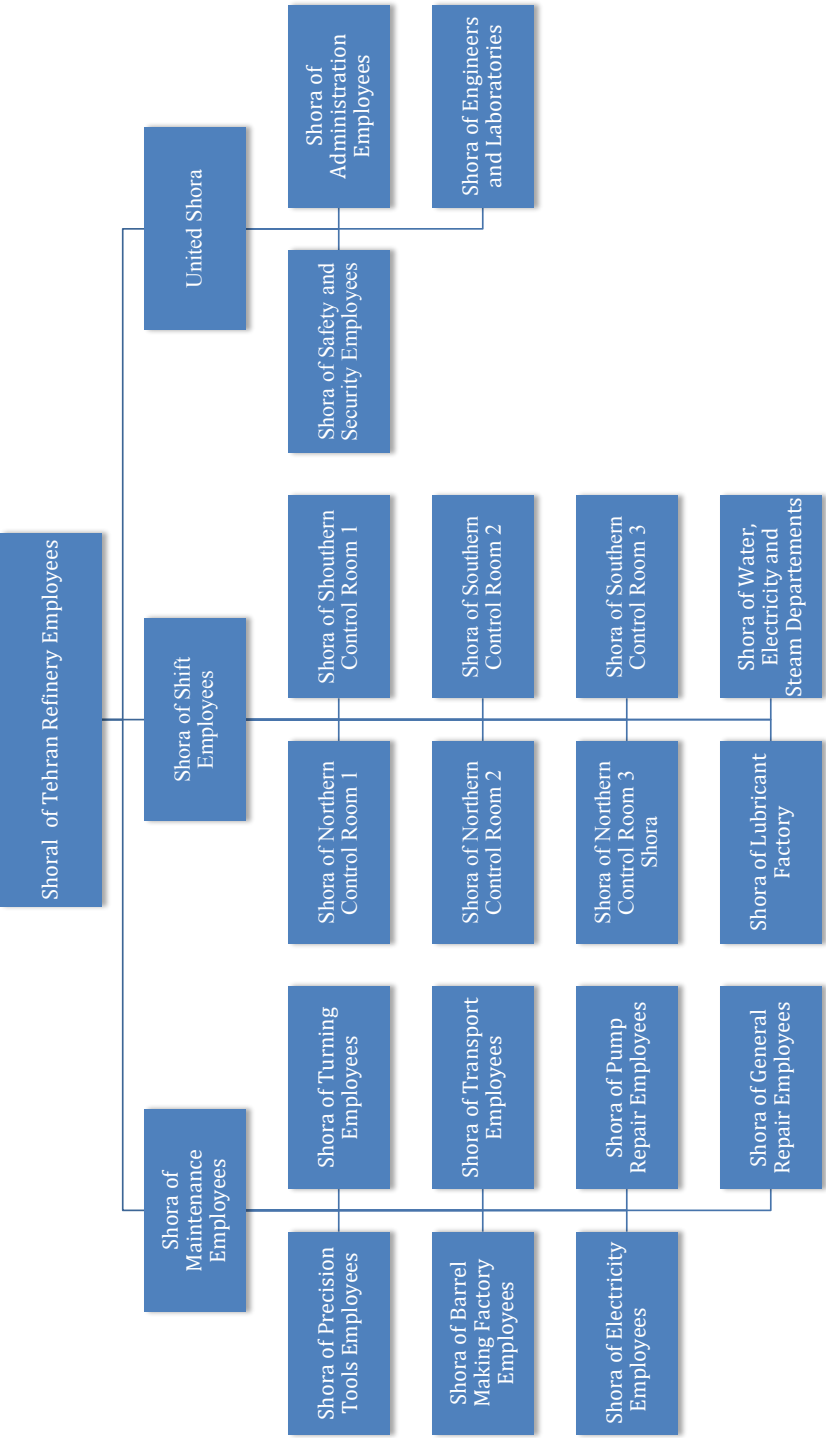 Shoral of Tehran Refinery Employees
Shora of
Maintenance
Employees
Shora of Shift
Employees
United Shora
Shora of Precision
Tools Employees
Shora of Turning
Employees
Shora of Barrel
Making Factory
Employees
Shora of Transport
Employees
Shora of Electricity
Employees
Shora of Pump
Repair Employees
Shora of General
Repair Employees
Shora of Northern
Control Room 1
Shora of Shouthern
Control Room 1
Shora of Northern
Control Room 2
Shora of Southern
Control Room 2
Shora of Northern
Control Room 3
Shora
Shora of Southern
Control Room 3
Shora of Lubricant
Factory
Shora of Water,
Electricity and
Steam Departements
Shora of Safety and
Security Employees
Shora of
Administration
Employees
Shora of Engineers
and Laboratories